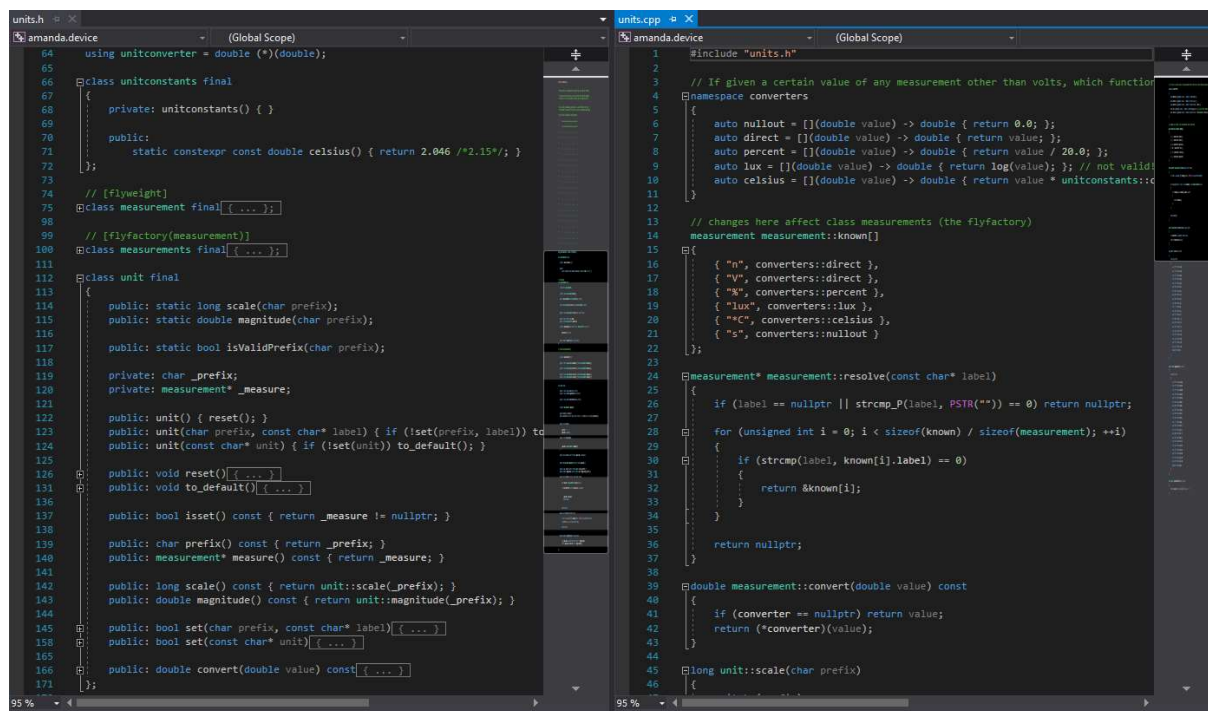 units.h
amanda.device
(Global Scope)
64 using unitconverter = double (*)(double);
65
66 class unitconstants final
67 {
68 private: unitconstants() { }
69
70 public:
71 static constexpr const double celsius() { return 2.046 /*2.15*/; }
72 };
73
74 // [flyweight]
75 class measurement final { ... };
98
99 // [flyfactory(measurement)]
100 class measurements final { ... };
111
112 class unit final
113 {
114 public: static long scale(char prefix);
115 public: static double magnitude(char prefix);
116
117 public: static bool isValidPrefix(char prefix);
118
119 private: char _prefix;
120 private: measurement* _measure;
121
122 public: unit() { reset(); }
123 public: unit(char prefix, const char* label) { if (!set(prefix, label)) to
124 public: unit(const char* unit) { if (!set(unit)) to_default(); }
125
126 public: void reset() { ... }
131 public: void to_default() { ... }
136
137 public: bool isset() const { return _measure != nullptr; }
138
139 public: char prefix() const { return _prefix; }
140 public: measurement* measure() const { return _measure; }
141
142 public: long scale() const { return unit::scale(_prefix); }
143 public: double magnitude() const { return unit::magnitude(_prefix); }
144
145 public: bool set(char prefix, const char* label) { ... }
158 public: bool set(const char* unit) { ... }
165
166 public: double convert(double value) const { ... }
171 };
95 %
units.cpp
amanda.device
(Global Scope)
1 #include "units.h"
2
3 // If given a certain value of any measurement other than volts, which function
4 namespace converters
5 {
6 auto nullout = [](double value) -> double { return 0.0; };
7 auto direct = [](double value) -> double { return value; };
8 auto percent = [](double value) -> double { return value / 20.0; };
9 auto lux = [](double value) -> double { return log(value); }; // not valid!
10 auto celsius = [](double value) -> double { return value * unitconstants::c
11 }
12
13 // changes here affect class measurements (the flyfactory)
14 measurement measurement::known[]
15 {
16 { "n", converters::direct },
17 { "V", converters::direct },
18 { "%", converters::percent },
19 { "lux", converters::lux },
20 { "*C", converters::celsius },
21 { "s", converters::nullout }
22 };
23
24 measurement* measurement::resolve(const char* label)
25 {
26 if (label == nullptr || strcmp_P(label, PSTR("")) == 0) return nullptr;
27
28 for (unsigned int i = 0; i < sizeof(known) / sizeof(measurement); ++i)
29 {
30 if (strcmp(label, known[i].label) == 0)
31 {
32 return &known[i];
33 }
34 }
35
36 return nullptr;
37 }
38
39 double measurement::convert(double value) const
40 {
41 if (converter == nullptr) return value;
42 return (*converter)(value);
43 }
44
45 long unit::scale(char prefix)
46 {
95 %